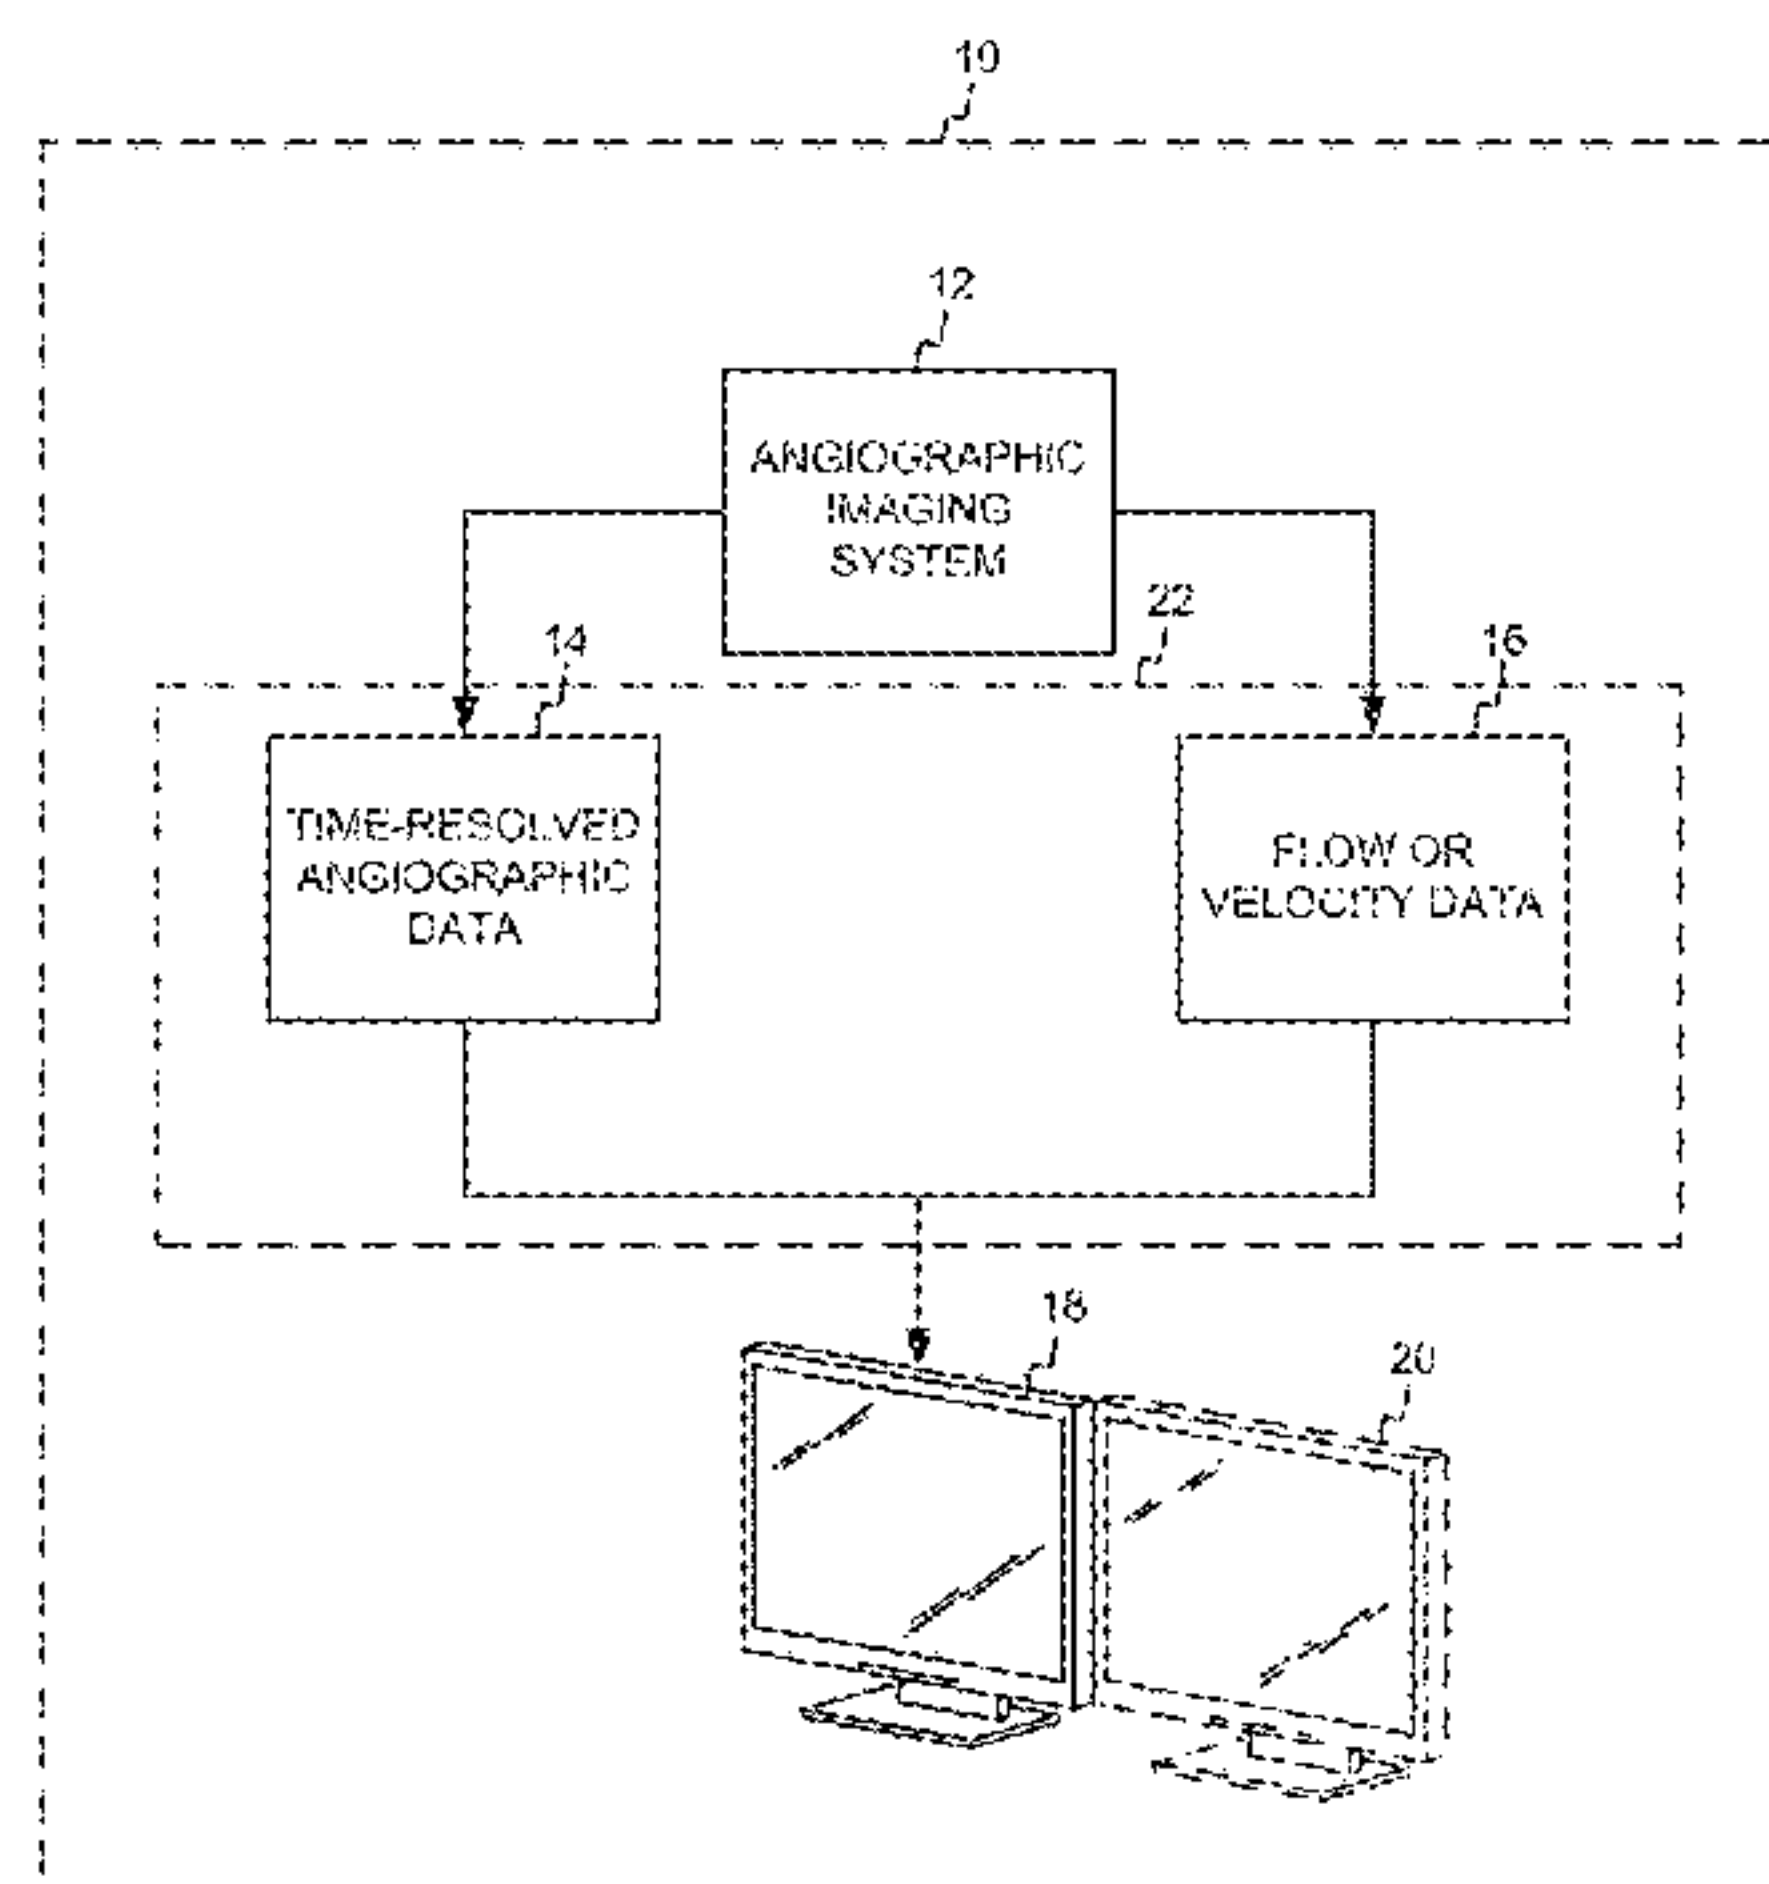 10
12
ANGIOGRAPHIC
IMAGING
SYSTEM
22
14
16
TIME-RESOLVED
ANGIOGRAPHIC
DATA
FLOW OR
VELOCITY DATA
18
20